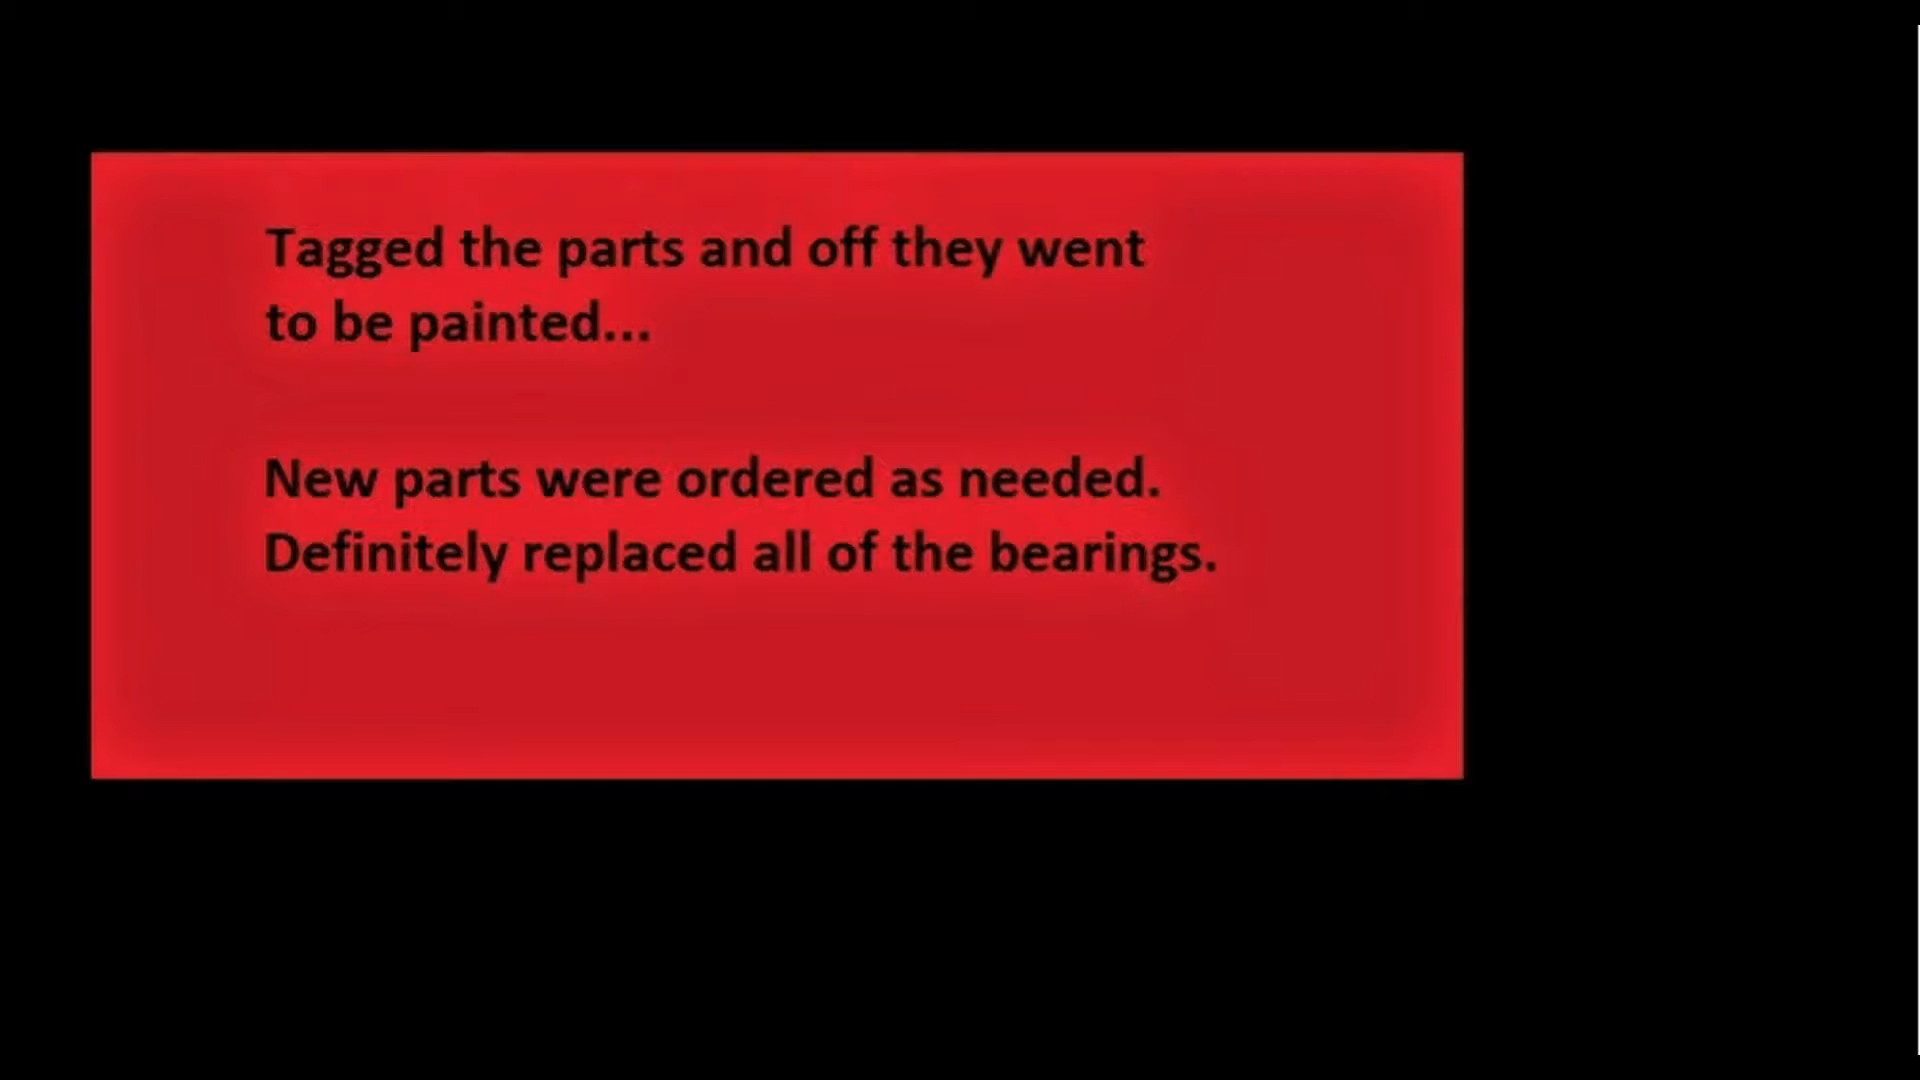 Tagged the parts and off they went
to be painted...
New parts were ordered as needed.
Definitely replaced all of the bearings.